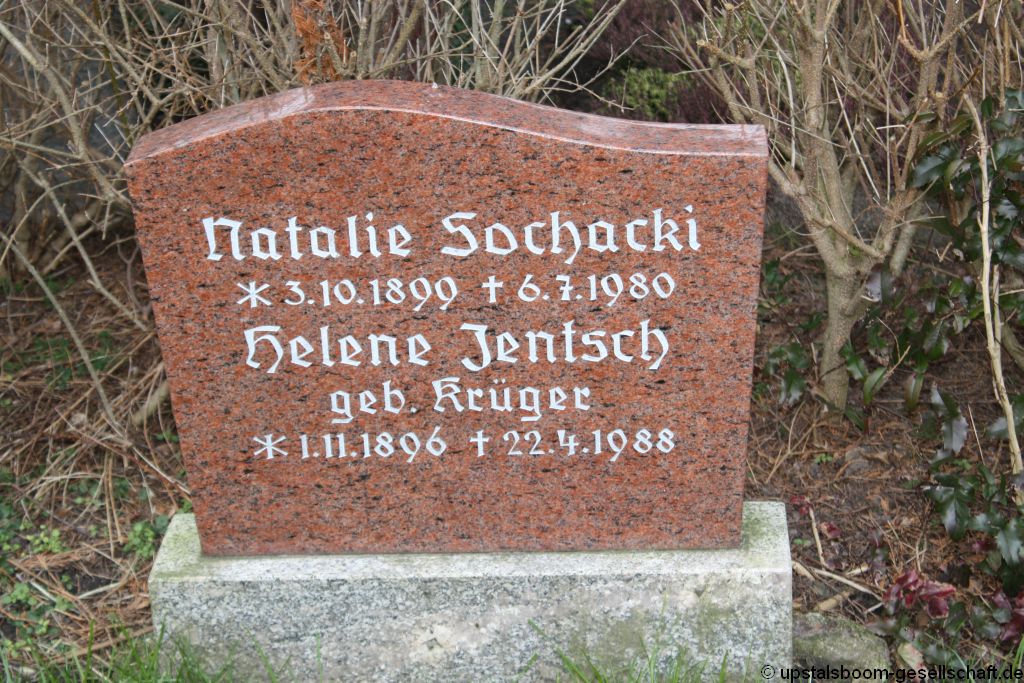 Natalie Sochacki
* 3.10.1899 † 6.7.1980
Helene Jentsch
geb. Krüger
* 1.11.1896 † 22.4.1988
© upstalsboom-gesellschaft.de